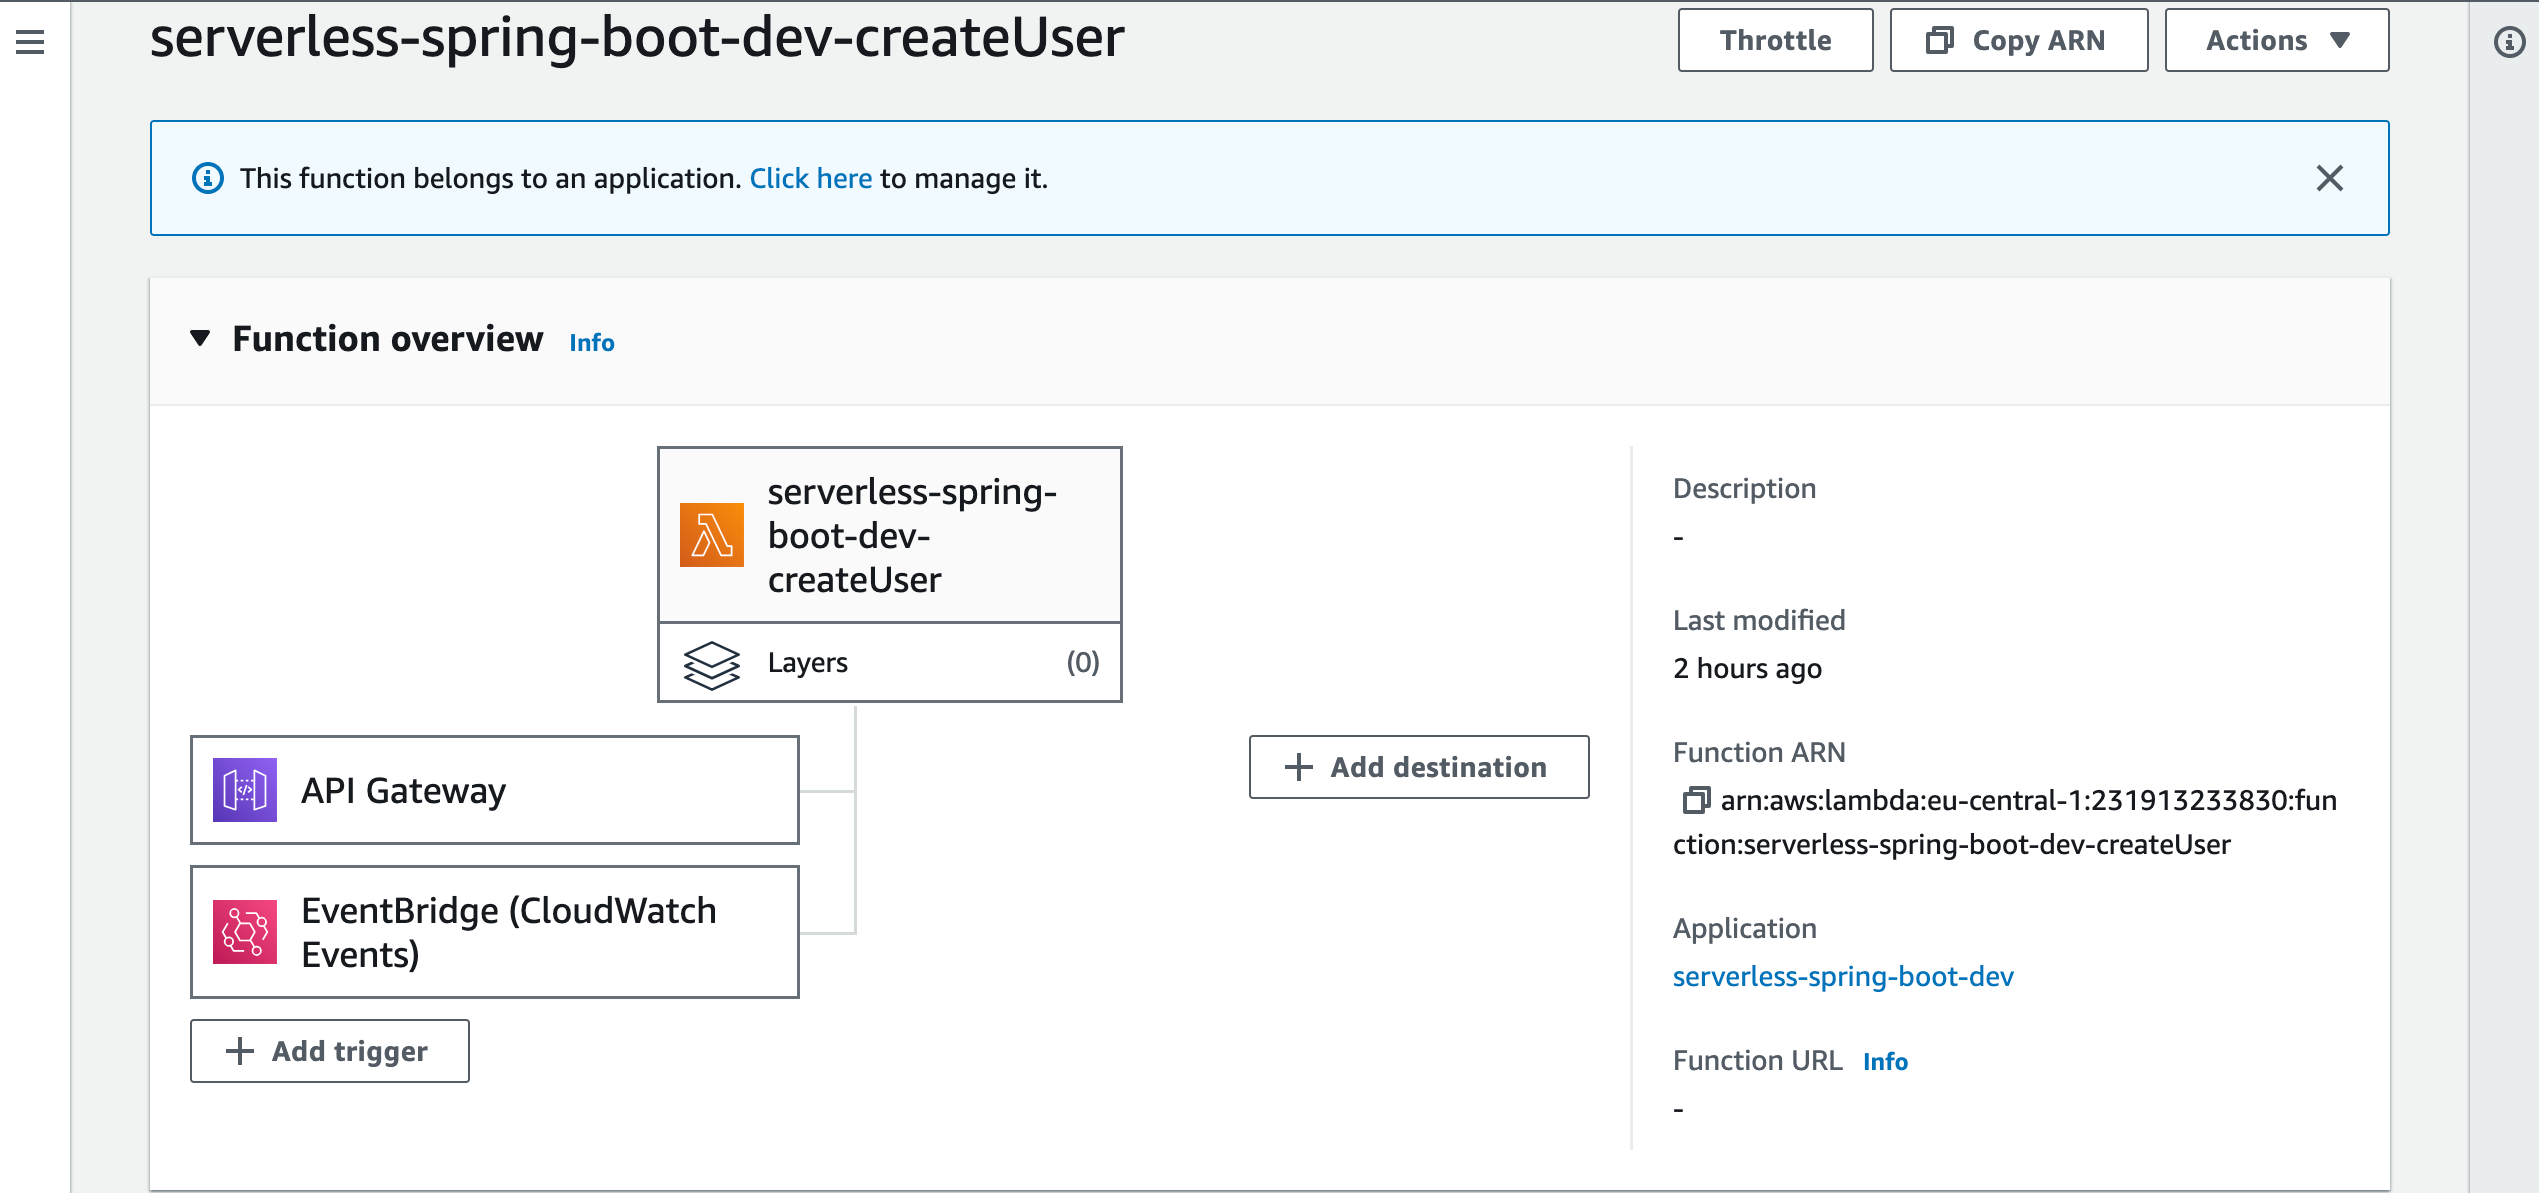 serverless-spring-boot-dev-createUser
Throttle
Copy ARN
Actions
This function belongs to an application. Click here to manage it.
Function overview Info
serverless-spring-
boot-dev-
createUser
Layers (0)
API Gateway
EventBridge (CloudWatch
Events)
+ Add trigger
+ Add destination
Description
-
Last modified
2 hours ago
Function ARN
arn:aws:lambda:eu-central-1:231913233830:fun
ction:serverless-spring-boot-dev-createUser
Application
serverless-spring-boot-dev
Function URL Info
-